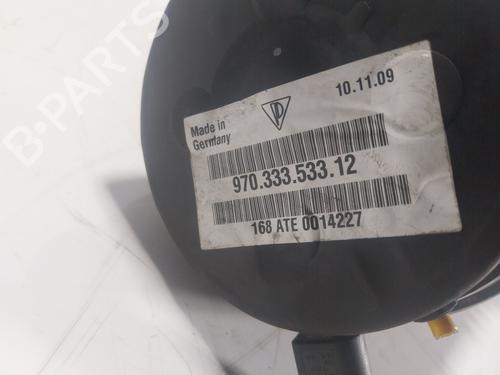 B-PARTS
Made in
Germany
10.11.09
970.333.533.12
168 ATE 0014227